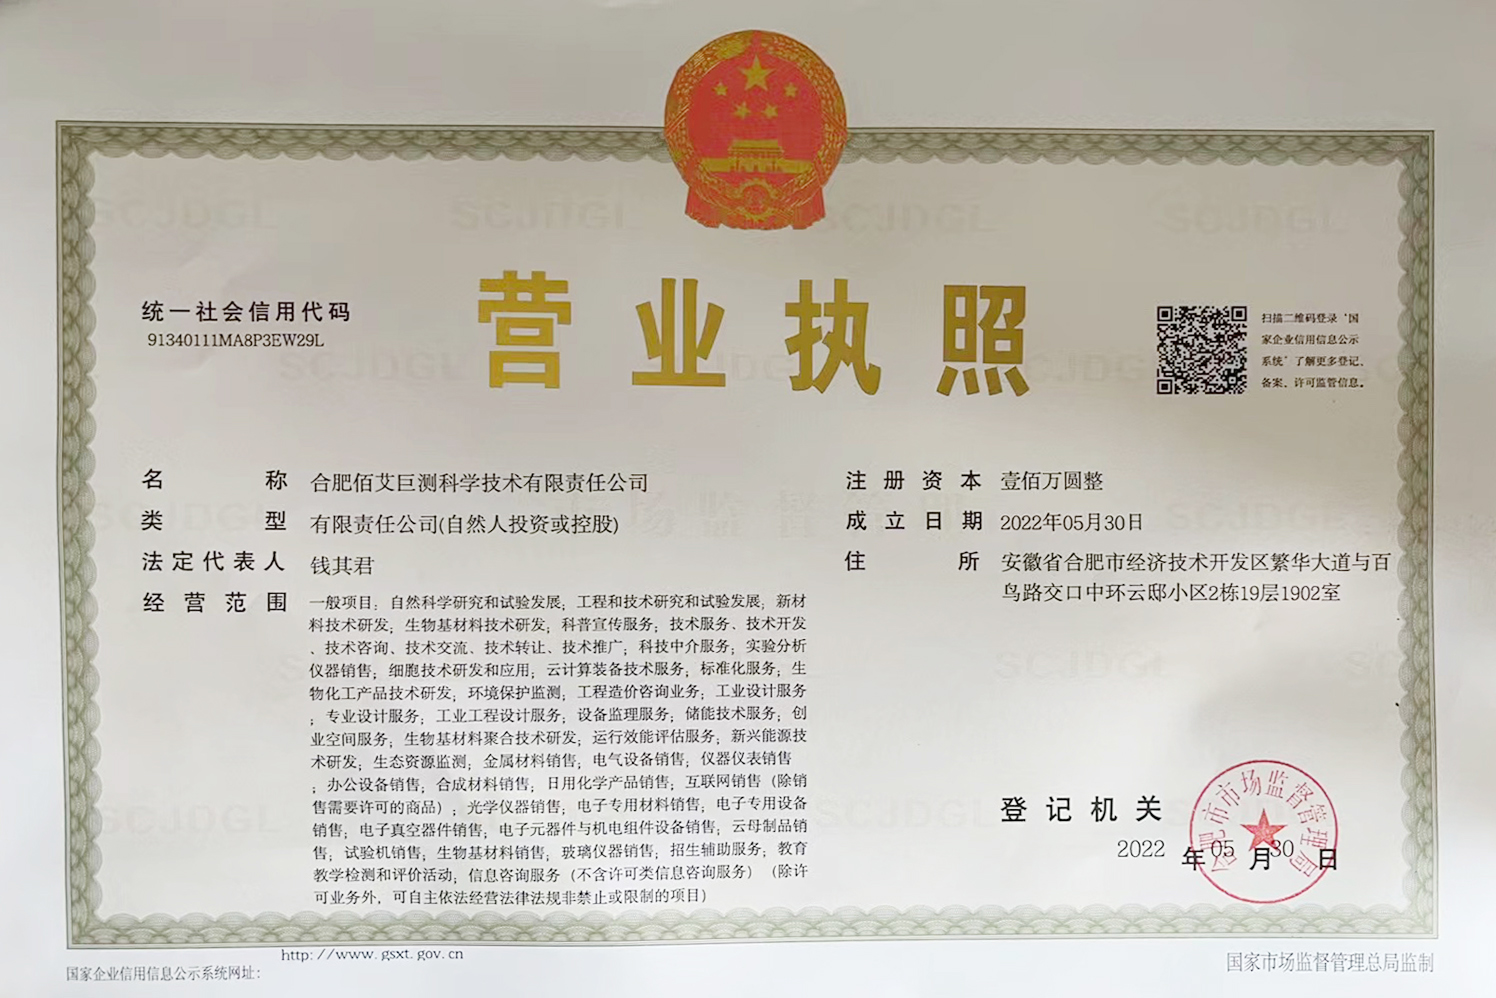 营业执照
统一社会信用代码
91340111MA8P3EW29L
扫描二维码登录‘国
家企业信用信息公示
系统’了解更多登记、
备案、许可监管信息。
名称 合肥佰艾巨测科学技术有限责任公司
类型 有限责任公司(自然人投资或控股)
法定代表人 钱其君
经营范围 一般项目：自然科学研究和试验发展；工程和技术研究和试验发展；新材
料技术研发；生物基材料技术研发；科普宣传服务；技术服务、技术开发
、技术咨询、技术交流、技术转让、技术推广；科技中介服务；实验分析
仪器销售；细胞技术研发和应用；云计算装备技术服务；标准化服务；生
物化工产品技术研发；环境保护监测；工程造价咨询业务；工业设计服务
；专业设计服务；工业工程设计服务；设备监理服务；储能技术服务；创
业空间服务；生物基材料聚合技术研发；运行效能评估服务；新兴能源技
术研发；生态资源监测；金属材料销售；电气设备销售；仪器仪表销售
；办公设备销售；合成材料销售；日用化学产品销售；互联网销售（除销
售需要许可的商品）；光学仪器销售；电子专用材料销售；电子专用设备
销售；电子真空器件销售；电子元器件与机电组件设备销售；云母制品销
售；试验机销售；生物基材料销售；玻璃仪器销售；招生辅助服务；教育
教学检测和评价活动；信息咨询服务（不含许可类信息咨询服务）（除许
可业务外，可自主依法经营法律法规非禁止或限制的项目）
注册资本 壹佰万圆整
成立日期 2022年05月30日
住所 安徽省合肥市经济技术开发区繁华大道与百
鸟路交口中环云邸小区2栋19层1902室
登记机关
合肥市市场监督管理局
2022年05月30日
http://www.gsxt.gov.cn
国家企业信用信息公示系统网址：
国家市场监督管理总局监制